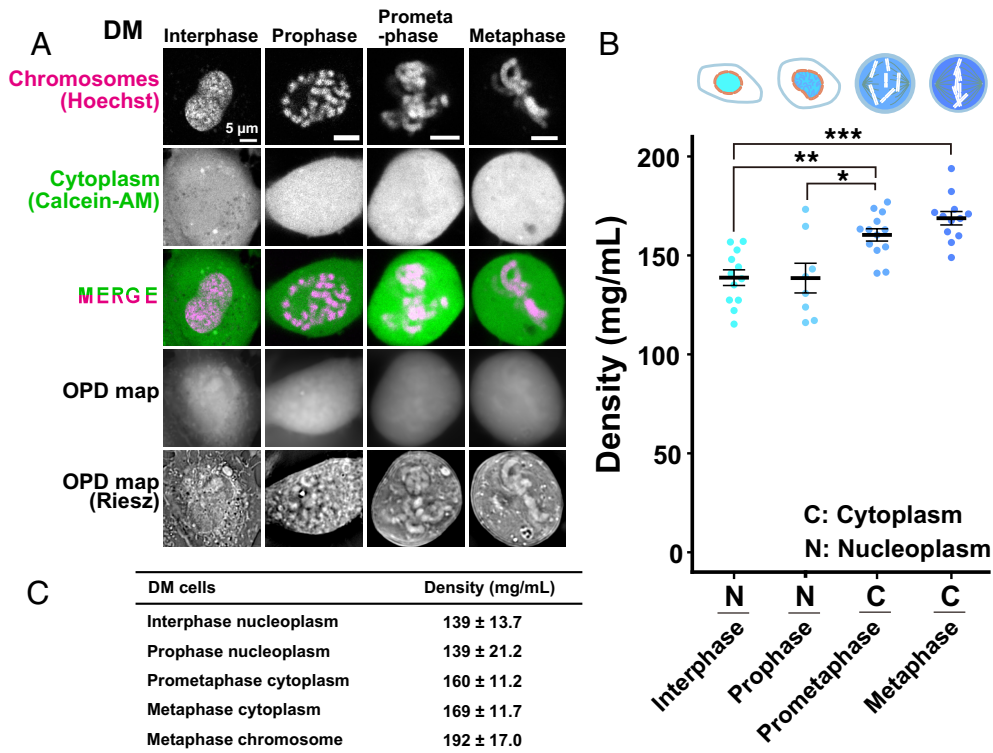 A
DM
Interphase
Prophase
Prometa
-phase
Metaphase
Chromosomes
(Hoechst)
5 μm
Cytoplasm
(Calcein-AM)
MERGE
OPD map
OPD map
(Riesz)
B
***
**
*
200
150
100
50
0
Density (mg/mL)
C: Cytoplasm
N: Nucleoplasm
N
N
C
C
Interphase
Prophase
Prometaphase
Metaphase
C
DM cells Density (mg/mL)
Interphase nucleoplasm 139 ± 13.7
Prophase nucleoplasm 139 ± 21.2
Prometaphase cytoplasm 160 ± 11.2
Metaphase cytoplasm 169 ± 11.7
Metaphase chromosome 192 ± 17.0